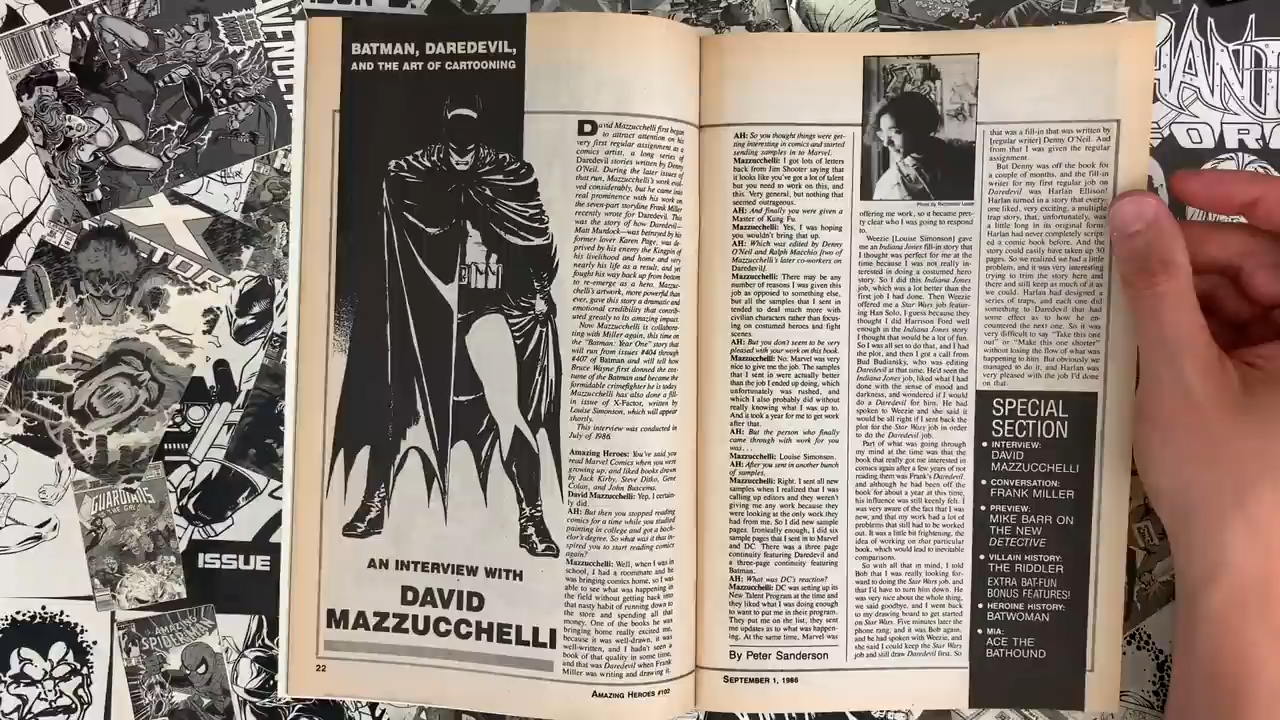 BATMAN, DAREDEVIL,
AND THE ART OF CARTOONING
David Mazzucchelli first began
to attract attention on his
very first regular assignment as a
comics artist, a long series of
Daredevil stories written by Denny
O'Neil. During the later issues of
that run, Mazzucchelli's work evol-
ved considerably, but he came into
real prominence with his work on
the seven-part storyline Frank Miller
recently wrote for Daredevil. This
was the story of how Daredevil—
Matt Murdock—was betrayed by his
former lover Karen Page, was de-
prived by his enemy the Kingpin of
his livelihood and home and very
nearly his life as a result, and yet
fought his way back up from bottom
to re-emerge as a hero. Mazzuc-
chelli's artwork, more powerful than
ever, gave this story a dramatic and
emotional credibility that contrib-
uted greatly to its amazing impact.
Now Mazzucchelli is collabora-
ting with Miller again, this time on
the "Batman: Year One" story that
will run from issues #404 through
#407 of Batman and will tell how
Bruce Wayne first donned the cos-
tume of the Batman and became the
formidable crimefighter he is today.
Mazzucchelli has also done a fill-
in issue of X-Factor, written by
Louise Simonson, which will appear
shortly.
This interview was conducted in
July of 1986.
Amazing Heroes: You've said you
read Marvel Comics when you were
growing up, and liked books drawn
by Jack Kirby, Steve Ditko, Gene
Colan, and John Buscema.
David Mazzucchelli: Yep, I certain-
ly did.
AH: But then you stopped reading
comics for a time while you studied
painting in college and got a bach-
elor's degree. So what was it that in-
spired you to start reading comics
again?
Mazzucchelli: Well, when I was in
school, I had a roommate and he
was bringing comics home, so I was
able to see what was happening in
the field without getting back into
that nasty habit of running down to
the store and spending all that
money. One of the books he was
bringing home really excited me,
because it was well-drawn, it was
well-written, and I hadn't seen a
book of that quality in some time,
and that was Daredevil when Frank
Miller was writing and drawing it.
AN INTERVIEW WITH
DAVID
MAZZUCCHELLI
22
AMAZING HEROES #102
AH: So you thought things were get-
ting interesting in comics and started
sending samples in to Marvel.
Mazzucchelli: I got lots of letters
back from Jim Shooter saying that
it looks like you've got a lot of talent
but you need to work on this, and
this. Very general, but nothing that
seemed outrageous.
AH: And finally you were given a
Master of Kung Fu.
Mazzucchelli: Yes, I was hoping
you wouldn't bring that up.
AH: Which was edited by Denny
O'Neil and Ralph Macchio, two of
Mazzucchelli's later co-workers on
Daredevil.
Mazzucchelli: There may be any
number of reasons I was given this
job as opposed to something else,
but all the samples that I sent in
tended to deal much more with
civilian characters rather than focus-
ing on costumed heroes and fight
scenes.
AH: But you don't seem to be very
pleased with your work on this book.
Mazzucchelli: No. Marvel was very
nice to give me the job. The samples
that I sent in were actually better
than the job I ended up doing, which
unfortunately was rushed, and
which I also probably did without
really knowing what I was up to.
And it took a year for me to get work
after that.
AH: But the person who finally
came through with work for you
was . . .
Mazzucchelli: Louise Simonson.
AH: After you sent in another bunch
of samples.
Mazzucchelli: Right. I sent all new
samples when I realized that I was
calling up editors and they weren't
giving me any work because they
were looking at the only work they
had from me. So I did new sample
pages. Ironically enough, I did six
sample pages that I sent in to Marvel
and DC. There was a three page
continuity featuring Daredevil and
a three-page continuity featuring
Batman.
AH: What was DC's reaction?
Mazzucchelli: DC was setting up its
New Talent Program at the time and
they liked what I was doing enough
to want to put me in their program.
They put me on the list, they sent
me updates as to what was happen-
ing. At the same time, Marvel was
By Peter Sanderson
SEPTEMBER 1, 1986
offering me work, so it became pret-
ty clear who I was going to respond
to.
Weezie [Louise Simonson] gave
me an Indiana Jones fill-in story that
I thought was perfect for me at the
time because I was not really in-
terested in doing a costumed hero
story. So I did this Indiana Jones
job, which was a lot better than the
first job I had done. Then Weezie
offered me a Star Wars job featur-
ing Han Solo, I guess because they
thought I did Harrison Ford well
enough in the Indiana Jones story
I thought that would be a lot of fun.
So I was all set to do that, and I had
the plot, and then I got a call from
Bud Budiansky, who was editing
Daredevil at that time. He'd seen the
Indiana Jones job, liked what I had
done with the sense of mood and
darkness, and wondered if I would
do a Daredevil for him. He had
spoken to Weezie and she said it
would be all right if I sent back the
plot for the Star Wars job in order
to do the Daredevil job.
Part of what was going through
my mind at the time was that the
book that really got me interested in
comics again after a few years of not
reading them was Frank's Daredevil,
and although he had been off the
book for about a year at this time,
his influence was still keenly felt. I
was very aware of the fact that I was
new, and that my work had a lot of
problems that still had to be worked
out. It was a little bit frightening, the
idea of working on that particular
book, which would lead to inevitable
comparisons.
So with all that in mind, I told
Bob that I was really looking for-
ward to doing the Star Wars job, and
that I'd have to turn him down. He
was very nice about the whole thing,
we said goodbye, and I went back
to my drawing board to get started
on Star Wars. Five minutes later the
phone rang, and it was Bob again,
and he had spoken with Weezie, and
she said I could keep the Star Wars
job and still draw Daredevil first. So
that was a fill-in that was written by
[regular writer] Denny O'Neil. And
from that I was given the regular
assignment.
But Denny was off the book for
a couple of months, and the fill-in
writer for my first regular job on
Daredevil was Harlan Ellison!
Harlan turned in a story that every-
one liked, very exciting, a multiple
trap story, that, unfortunately, was
a little long in its original form.
Harlan had never completely script-
ed a comic book before. And the
story could easily have taken up 30
pages. So we realized we had a little
problem, and it was very interesting
trying to trim the story here and
there and still keep as much of it as
we could. Harlan had designed a
series of traps, and each one did
something to Daredevil that had
some effect as to how he en-
countered the next one. So it was
very difficult to say "Take this one
out" or "Make this one shorter"
without losing the flow of what was
happening to him. But obviously we
managed to do it, and Harlan was
very pleased with the job I'd done
on that.
SPECIAL
SECTION
• INTERVIEW:
DAVID
MAZZUCCHELLI
• CONVERSATION:
FRANK MILLER
• PREVIEW:
MIKE BARR ON
THE NEW
DETECTIVE
• VILLAIN HISTORY:
THE RIDDLER
EXTRA BAT-FUN
BONUS FEATURES!
• HEROINE HISTORY:
BATWOMAN
• MIA:
ACE THE
BATHOUND
GUARDIANS
ISSUE